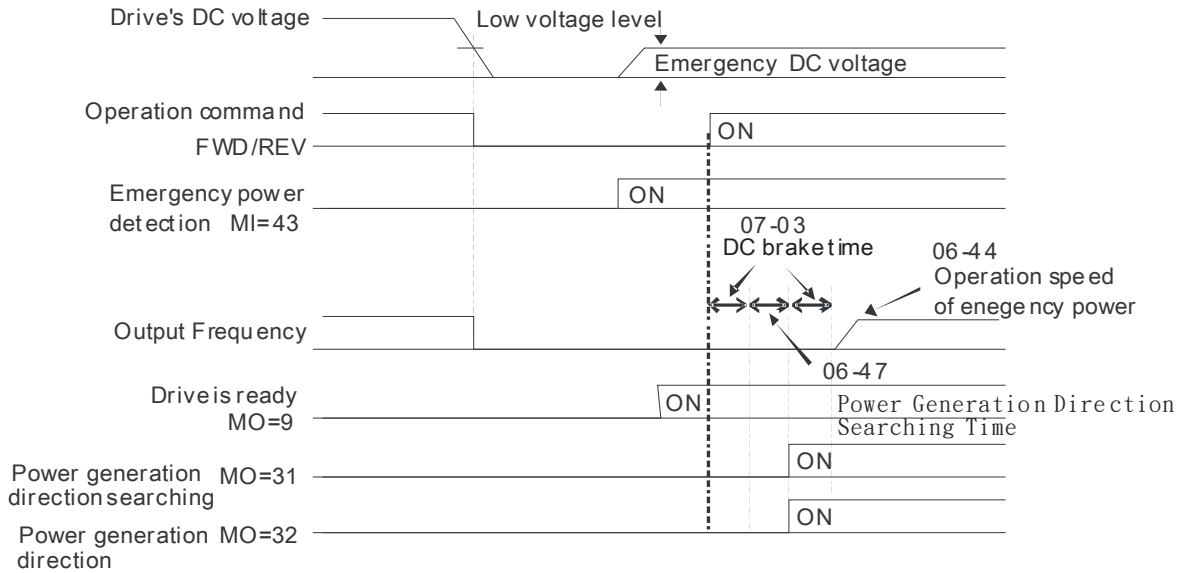 Drive's DC voltage
Low voltage level
Emergency DC voltage
Operation command
FWD/REV
ON
Emergency power
detection MI=43
ON
07-03
DC brake time
06-44
Operation speed
of enegency power
Output Frequency
06-47
Power Generation Direction
Searching Time
Drive is ready
MO=9
ON
Power generation MO=31
direction searching
ON
Power generation MO=32
direction
ON